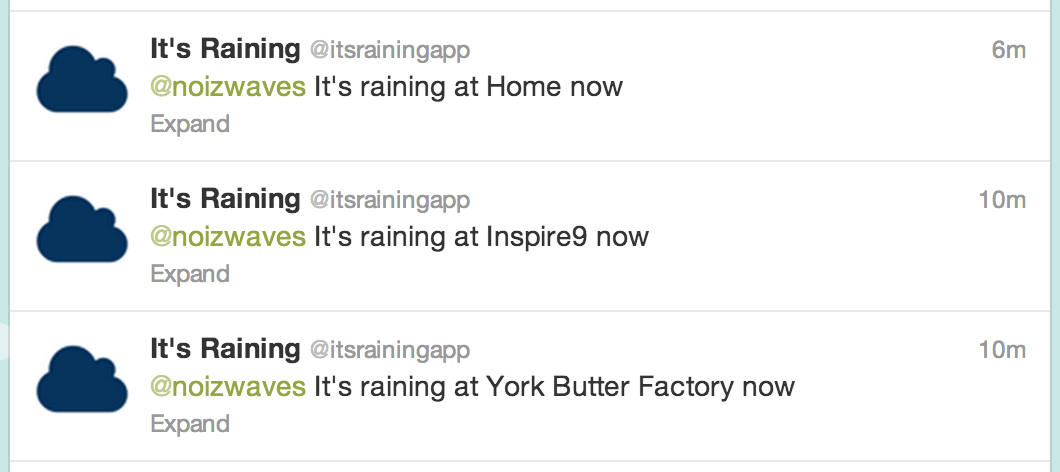 It's Raining @itsrainingapp 6m
@noizwaves It's raining at Home now
Expand
It's Raining @itsrainingapp 10m
@noizwaves It's raining at Inspire9 now
Expand
It's Raining @itsrainingapp 10m
@noizwaves It's raining at York Butter Factory now
Expand